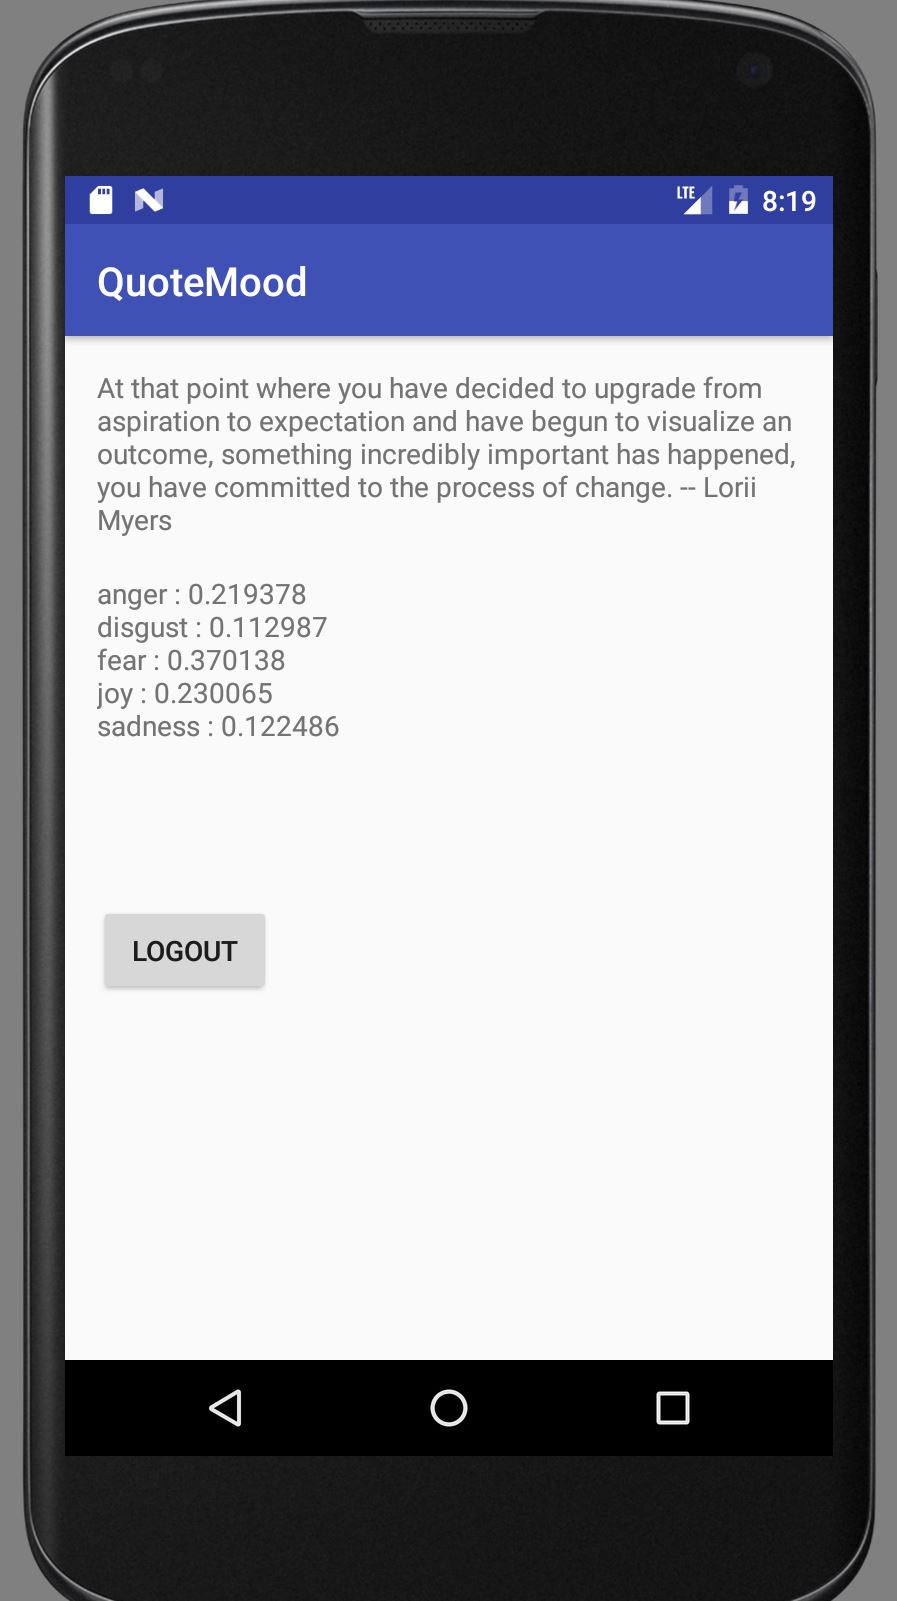 LTE 8:19
QuoteMood
At that point where you have decided to upgrade from
aspiration to expectation and have begun to visualize an
outcome, something incredibly important has happened,
you have committed to the process of change. -- Lorii
Myers
anger : 0.219378
disgust : 0.112987
fear : 0.370138
joy : 0.230065
sadness : 0.122486
LOGOUT